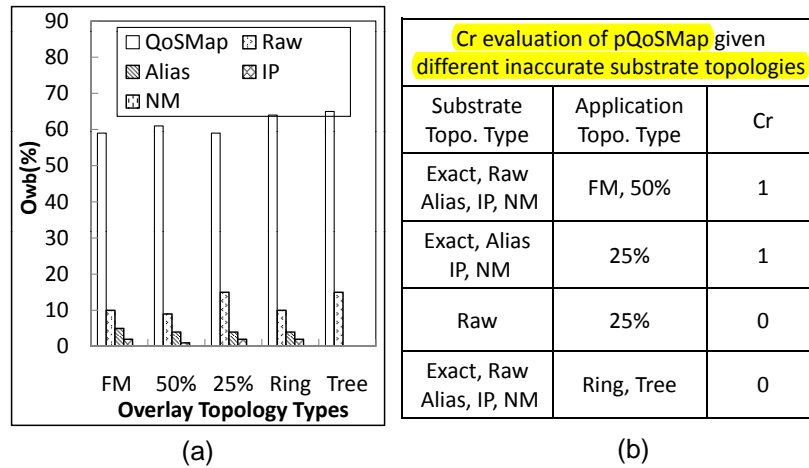 90
80
70
60
50
40
30
20
10
0
Owb(%)
QoSMap Raw
Alias IP
NM
FM 50% 25% Ring Tree
Overlay Topology Types
(a)
Cr evaluation of pQoSMap given
different inaccurate substrate topologies
Substrate
Topo. Type
Application
Topo. Type
Cr
Exact, Raw
Alias, IP, NM
FM, 50%
1
Exact, Alias
IP, NM
25%
1
Raw
25%
0
Exact, Raw
Alias, IP, NM
Ring, Tree
0
(b)